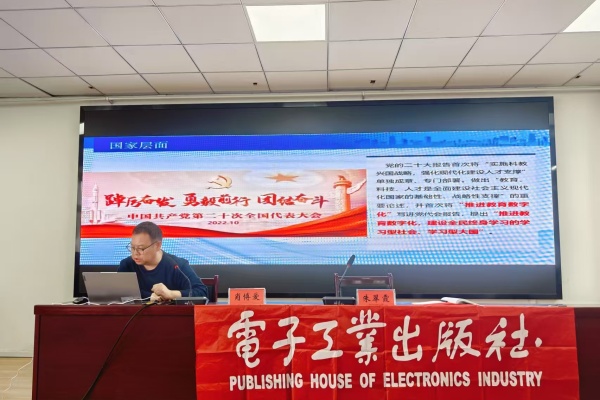 国家层面
踔厉奋发 勇毅前行 团结奋斗
中国共产党第二十次全国代表大会
2022.10
党的二十大报告首次将“实施科教
兴国战略，强化现代化建设人才支撑”
单独成章、专门部署，做出“教育、
科技、人才是全面建设社会主义现代
化国家的基础性、战略性支撑”的重
要论述，并首次将“推进教育数字
化”写进党代会报告，提出“推进教
育数字化，建设全民终身学习的学
习型社会、学习型大国
肖博爱
朱翠霞
電子工業出版社.
PUBLISHING HOUSE OF ELECTRONICS INDUSTRY